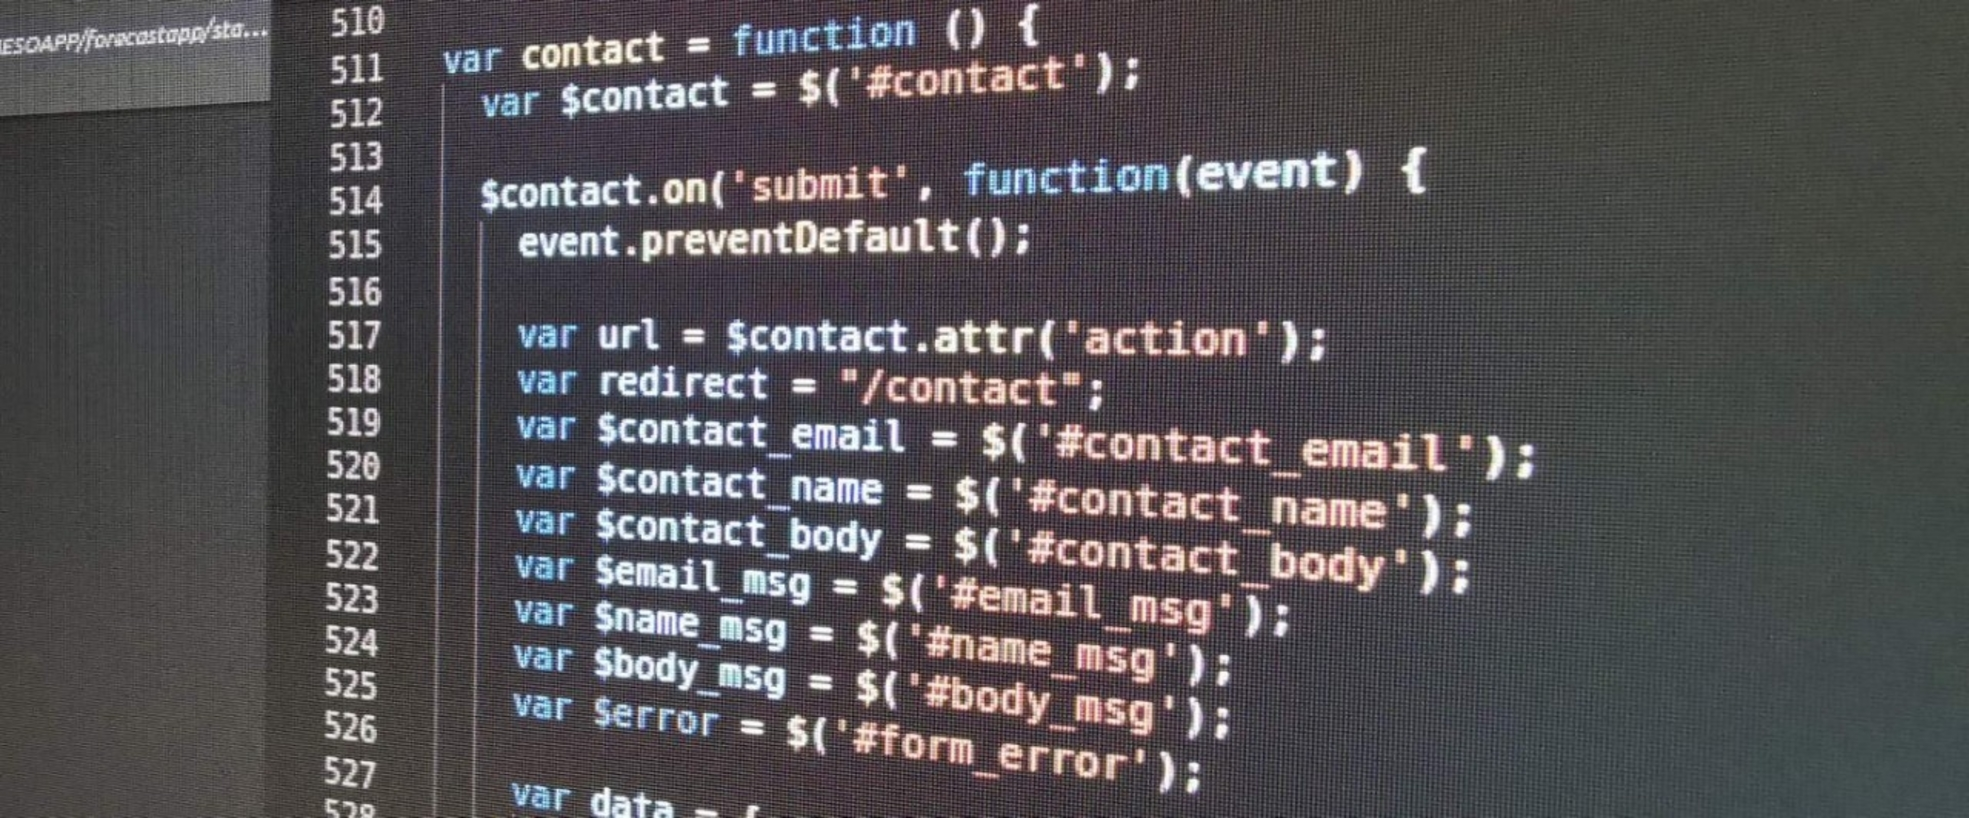 ESOAPP/forecastapp/sta...
510
511 var contact = function () {
512 var $contact = $('#contact');
513
514 $contact.on('submit', function(event) {
515 event.preventDefault();
516
517 var url = $contact.attr('action');
518 var redirect = "/contact";
519 var $contact_email = $('#contact_email');
520 var $contact_name = $('#contact_name');
521 var $contact_body = $('#contact_body');
522 var $email_msg = $('#email_msg');
523 var $name_msg = $('#name_msg');
524 var $body_msg = $('#body_msg');
525 var $error = $('#form_error');
526
527 var data = {
528